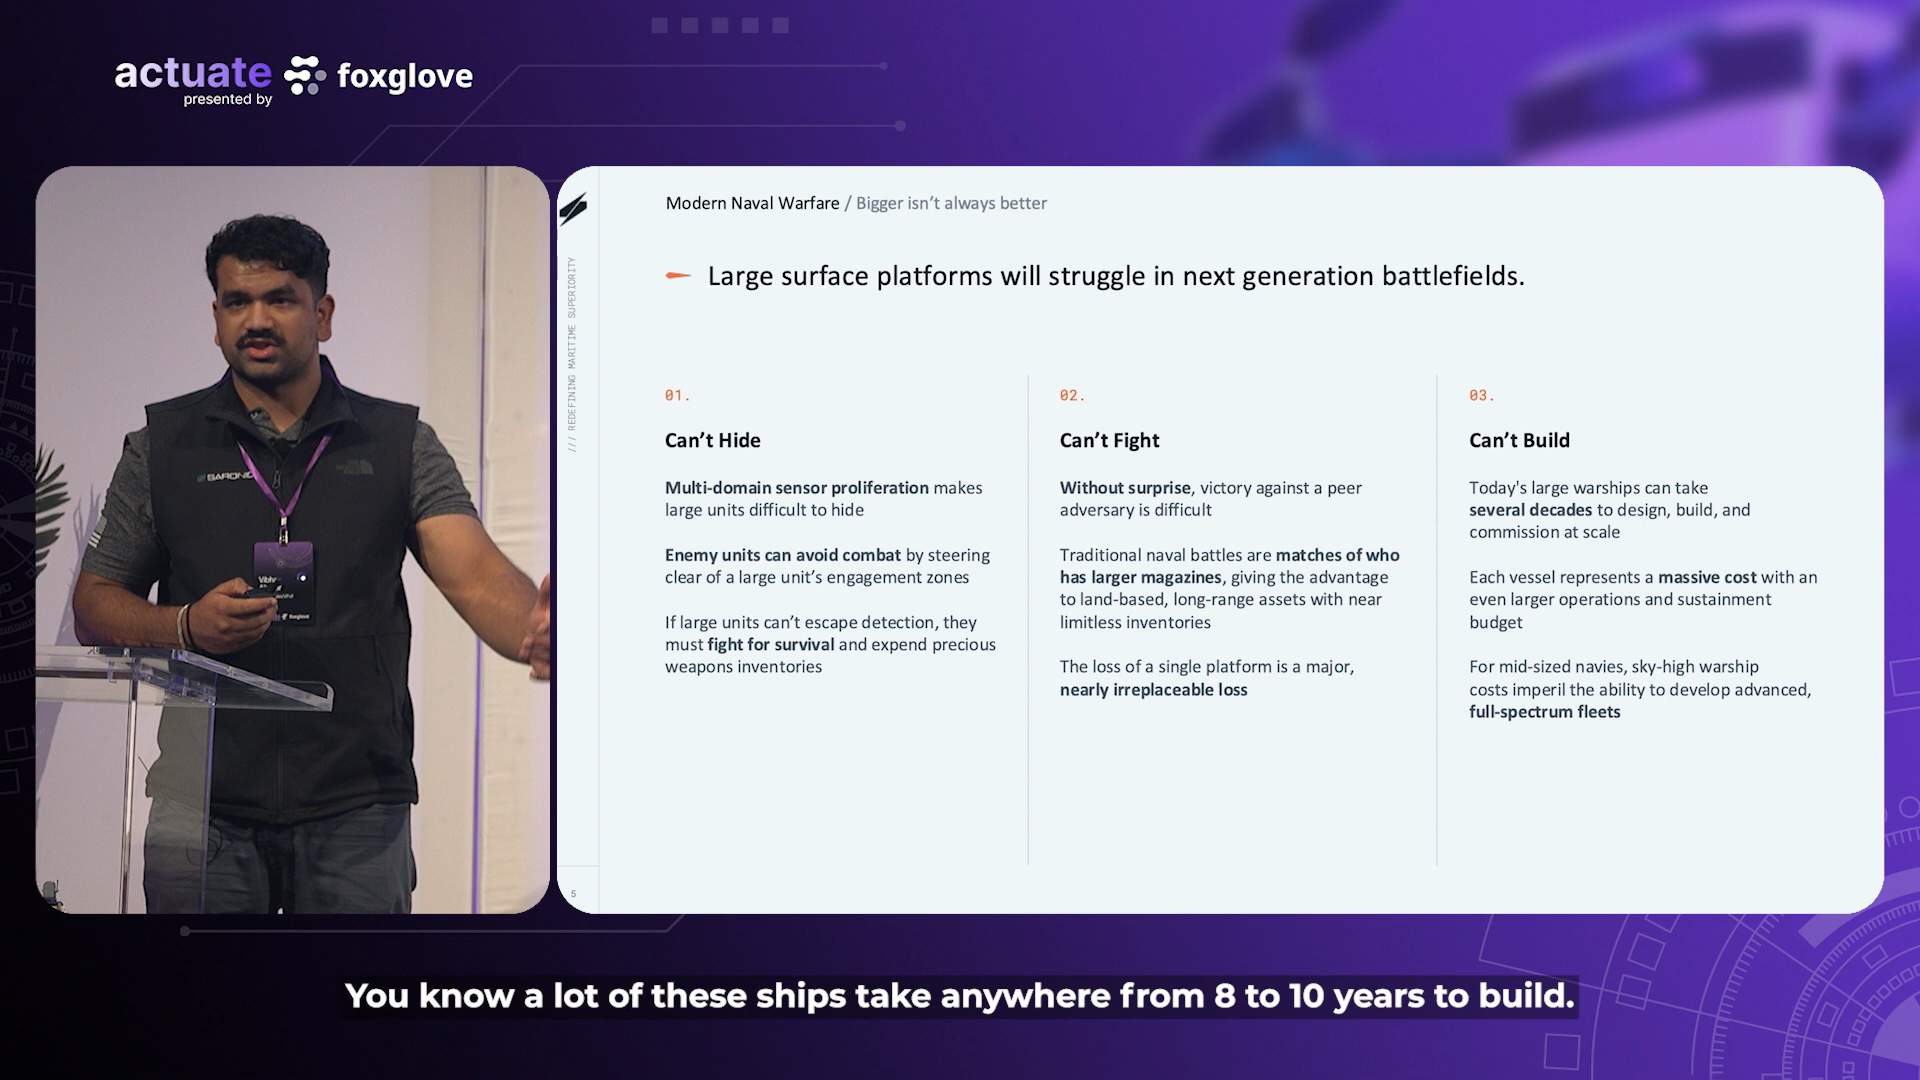 actuate
presented by
foxglove
Modern Naval Warfare / Bigger isn't always better
/// REDEFINING MARITIME SUPERIORITY
Large surface platforms will struggle in next generation battlefields.
01.
Can't Hide
Multi-domain sensor proliferation makes
large units difficult to hide
Enemy units can avoid combat by steering
clear of a large unit's engagement zones
If large units can't escape detection, they
must fight for survival and expend precious
weapons inventories
02.
Can't Fight
Without surprise, victory against a peer
adversary is difficult
Traditional naval battles are matches of who
has larger magazines, giving the advantage
to land-based, long-range assets with near
limitless inventories
The loss of a single platform is a major,
nearly irreplaceable loss
03.
Can't Build
Today's large warships can take
several decades to design, build, and
commission at scale
Each vessel represents a massive cost with an
even larger operations and sustainment
budget
For mid-sized navies, sky-high warship
costs imperil the ability to develop advanced,
full-spectrum fleets
5
SARONIC
foxglove
You know a lot of these ships take anywhere from 8 to 10 years to build.